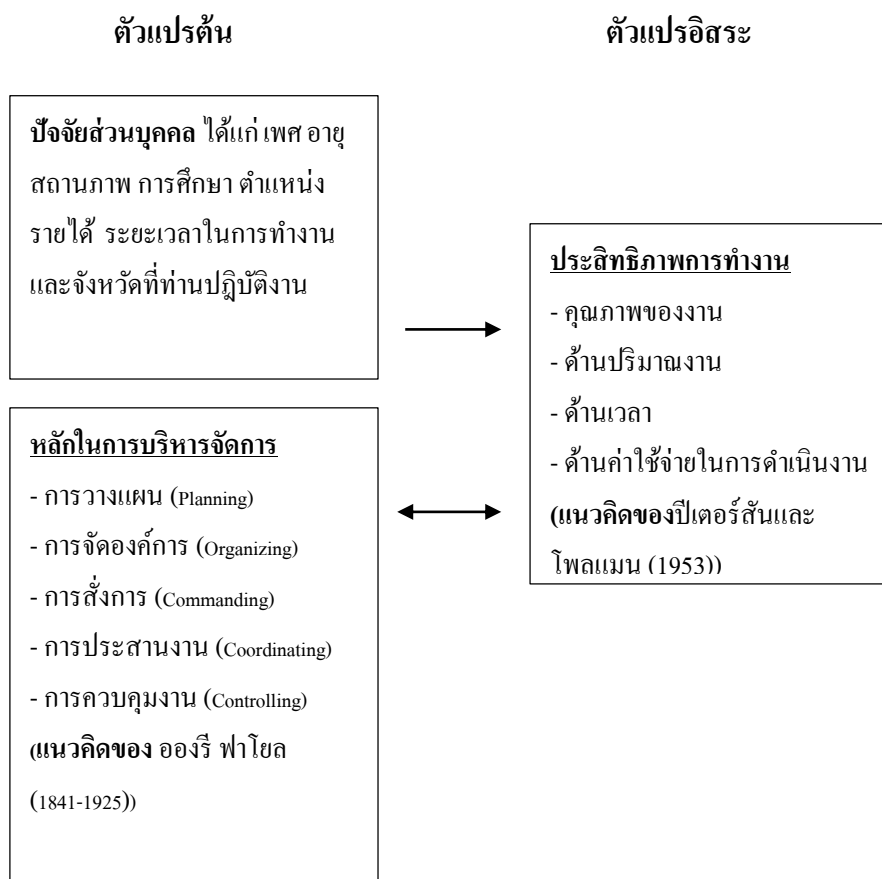 ตัวแปรต้น
ตัวแปรอิสระ
ปัจจัยส่วนบุคคล ได้แก่ เพศ อายุ
สถานภาพ การศึกษา ตำแหน่ง
รายได้ ระยะเวลาในการทำงาน
และจังหวัดที่ท่านปฎิบัติงาน
หลักในการบริหารจัดการ
- การวางแผน (Planning)
- การจัดองค์การ (Organizing)
- การสั่งการ (Commanding)
- การประสานงาน (Coordinating)
- การควบคุมงาน (Controlling)
(แนวคิดของ อองรี ฟาโยล
(1841-1925))
ประสิทธิภาพการทำงาน
- คุณภาพของงาน
- ด้านปริมาณงาน
- ด้านเวลา
- ด้านค่าใช้จ่ายในการดำเนินงาน
(แนวคิดของปีเตอร์สันและ
โพลแมน (1953))